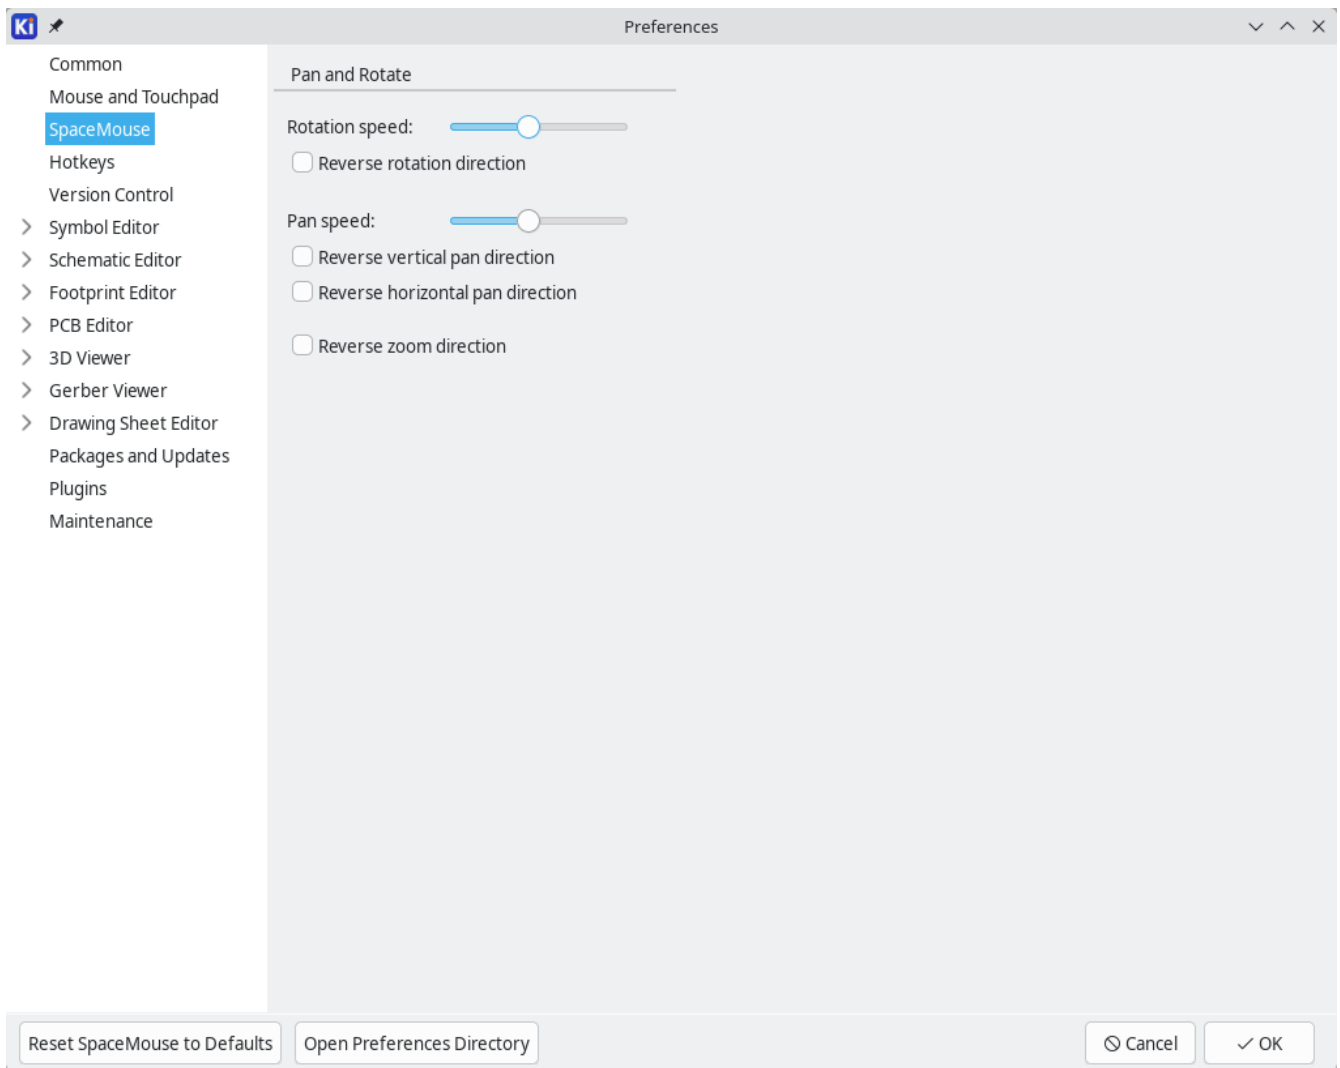 Ki
Preferences
Common
Mouse and Touchpad
SpaceMouse
Hotkeys
Version Control
Symbol Editor
Schematic Editor
Footprint Editor
PCB Editor
3D Viewer
Gerber Viewer
Drawing Sheet Editor
Packages and Updates
Plugins
Maintenance
Pan and Rotate
Rotation speed:
Reverse rotation direction
Pan speed:
Reverse vertical pan direction
Reverse horizontal pan direction
Reverse zoom direction
Reset SpaceMouse to Defaults
Open Preferences Directory
Cancel
OK